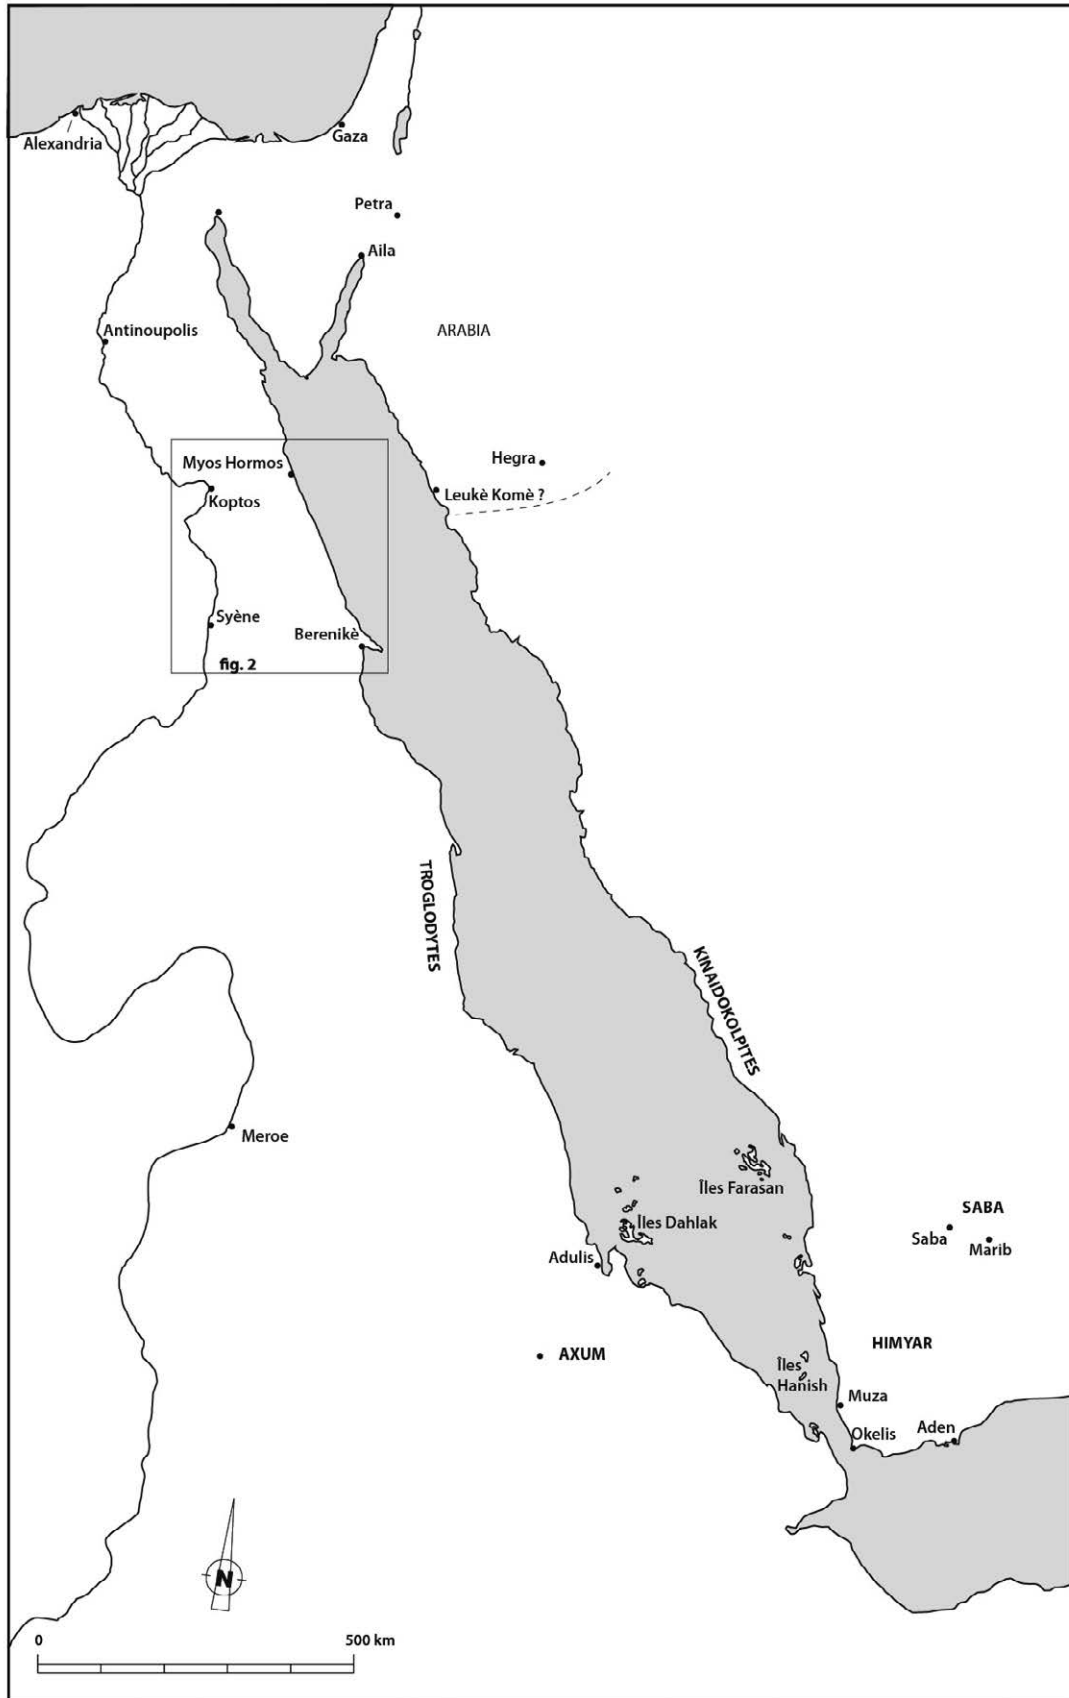 Alexandria
Gaza
Petra
Aila
Antinoupolis
ARABIA
Myos Hormos
Hegra
Koptos
Leukè Komè ?
Syène
Berenikè
fig. 2
TROGLODYTES
KINAIDOKOLPITES
Meroe
Îles Farasan
SABA
Îles Dahlak
Saba
Marib
Adulis
HIMYAR
AXUM
Îles
Hanish
Muza
Okelis
Aden
N
0 500 km